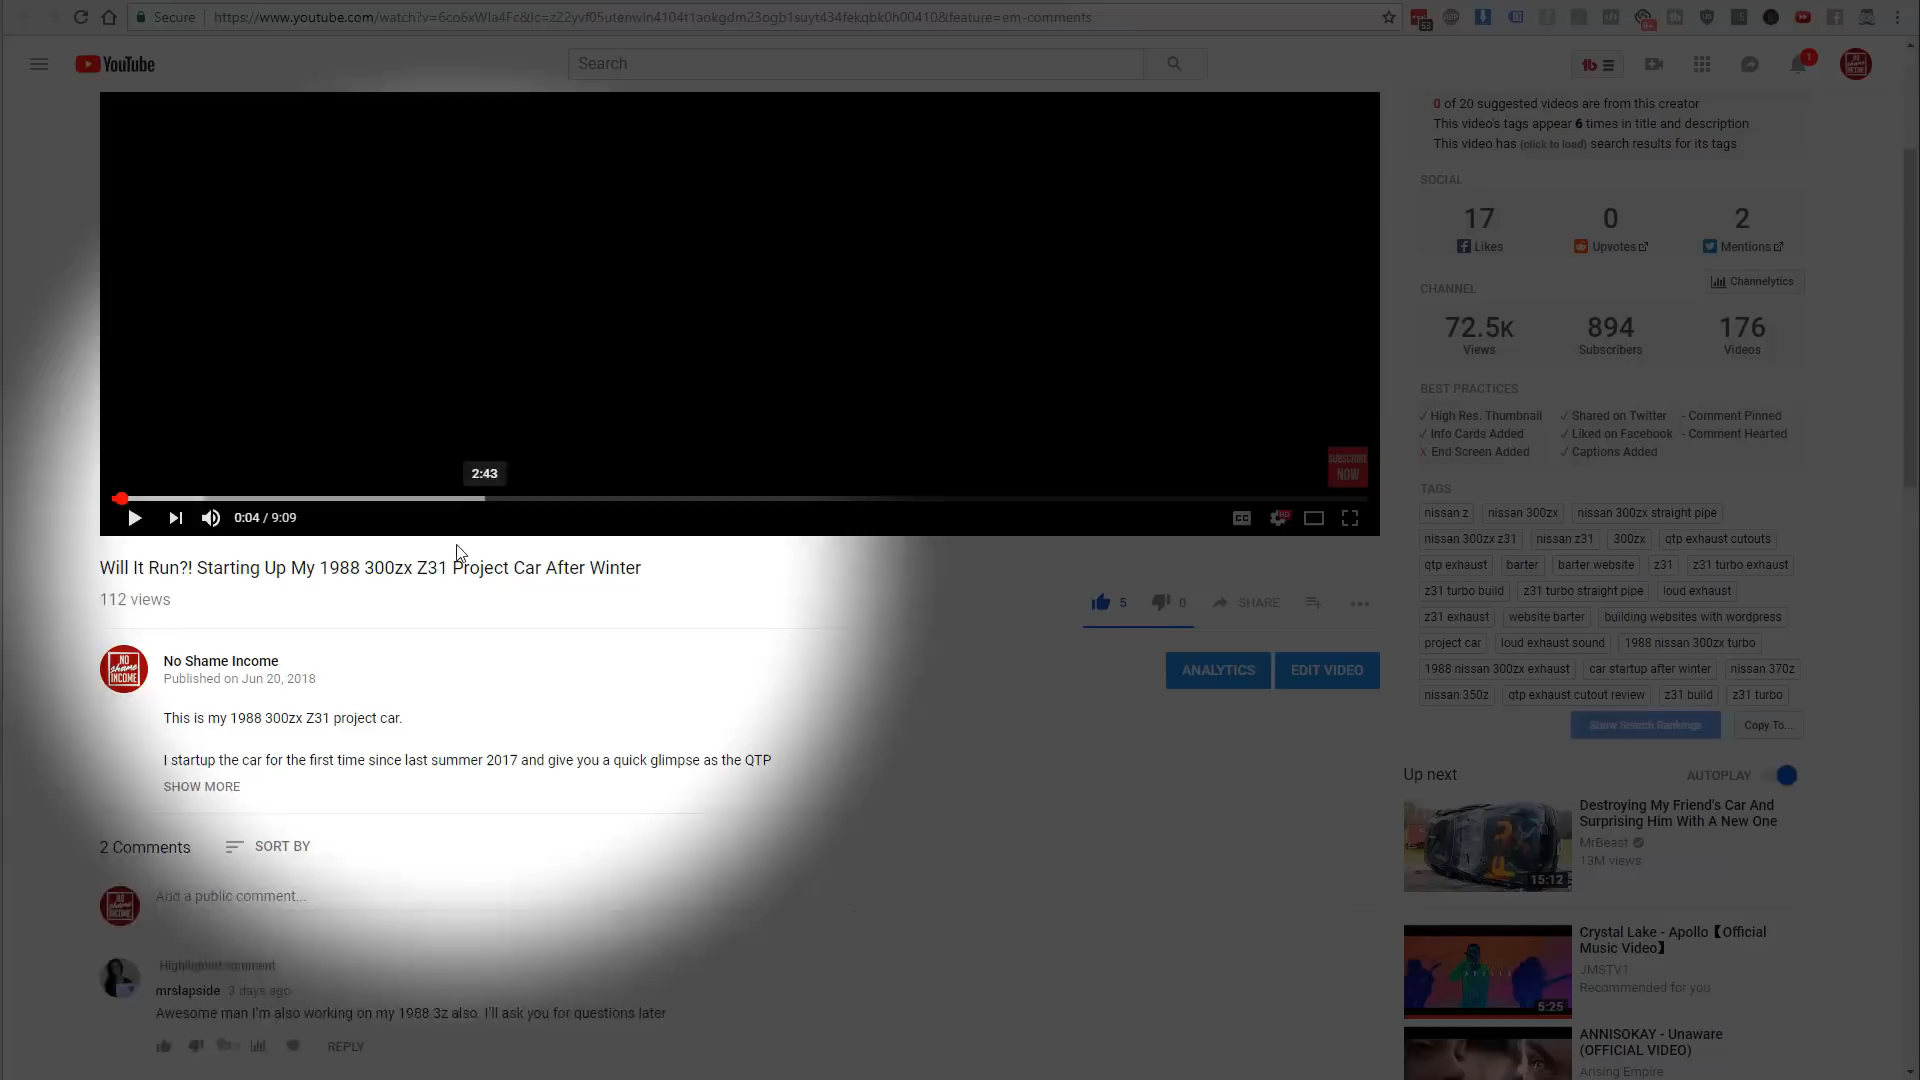 Secure https://www.youtube.com/watch?v=6co6xWIa4Fc&lc=z22yvf05utenwln4104t1aokgdm23ogb1suyt434fekqbk0h00410&feature=em-comments
53
9+
YouTube
Search
1
0 of 20 suggested videos are from this creator
This video's tags appear 6 times in title and description
This video has (click to load) search results for its tags
SOCIAL
17 0 2
Likes Upvotes Mentions
CHANNEL Channelytics
72.5K 894 176
Views Subscribers Videos
BEST PRACTICES
✓ High Res. Thumbnail ✓ Shared on Twitter - Comment Pinned
✓ Info Cards Added ✓ Liked on Facebook - Comment Hearted
X End Screen Added ✓ Captions Added
TAGS
nissan z nissan 300zx nissan 300zx straight pipe
nissan 300zx z31 nissan z31 300zx qtp exhaust cutouts
qtp exhaust barter barter website z31 z31 turbo exhaust
z31 turbo build z31 turbo straight pipe loud exhaust
z31 exhaust website barter building websites with wordpress
project car loud exhaust sound 1988 nissan 300zx turbo
1988 nissan 300zx exhaust car startup after winter nissan 370z
nissan 350z qtp exhaust cutout review z31 build z31 turbo
Show Search Rankings Copy To...
SUBSCRIBE
NOW
2:43
0:04 / 9:09
CC HD
Will It Run?! Starting Up My 1988 300zx Z31 Project Car After Winter
112 views
5 0 SHARE
NO
shame
INCOME
No Shame Income
Published on Jun 20, 2018
ANALYTICS EDIT VIDEO
This is my 1988 300zx Z31 project car.
I startup the car for the first time since last summer 2017 and give you a quick glimpse as the QTP
SHOW MORE
2 Comments SORT BY
Add a public comment...
Highlighted comment
mrslapside 3 days ago
Awesome man I'm also working on my 1988 3z also. I'll ask you for questions later
REPLY
Up next AUTOPLAY
Destroying My Friend's Car And
Surprising Him With A New One
MrBeast
13M views
15:12
Crystal Lake - Apollo【Official
Music Video】
JMSTV1
Recommended for you
5:25
ANNISOKAY - Unaware
(OFFICIAL VIDEO)
Arising Empire